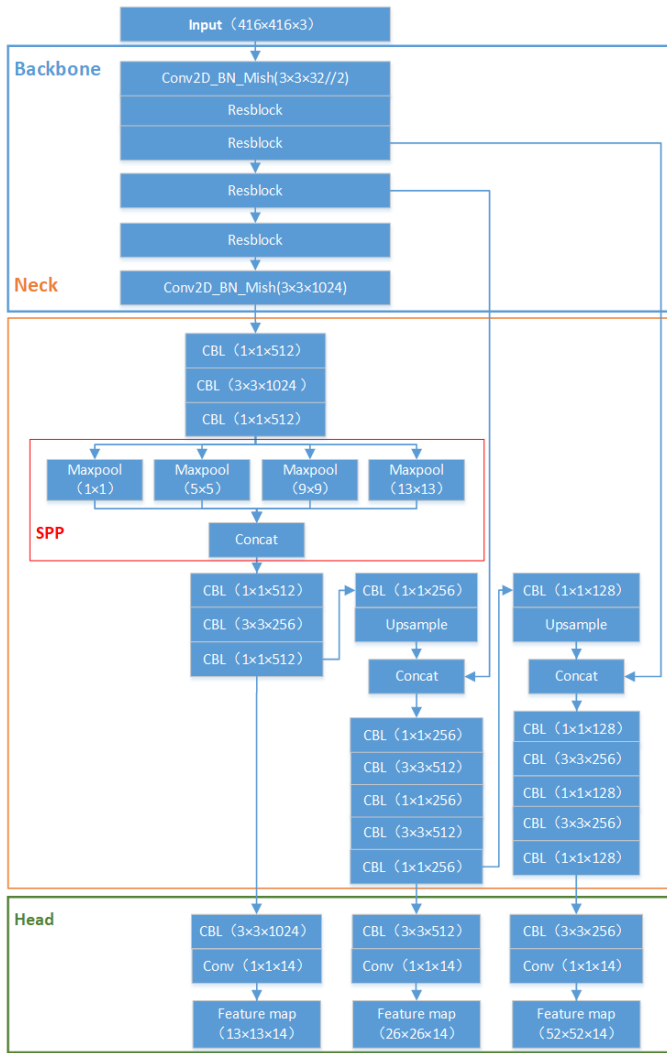 Input（416×416×3）
Backbone
Conv2D_BN_Mish(3×3×32//2)
Resblock
Resblock
Resblock
Resblock
Neck
Conv2D_BN_Mish(3×3×1024)
CBL（1×1×512）
CBL（3×3×1024 ）
CBL（1×1×512）
Maxpool
（1×1）
Maxpool
（5×5）
Maxpool
（9×9）
Maxpool
（13×13）
SPP
Concat
CBL（1×1×512）
CBL（3×3×256）
CBL（1×1×512）
CBL（1×1×256）
Upsample
Concat
CBL（1×1×256）
CBL（3×3×512）
CBL（1×1×256）
CBL（3×3×512）
CBL（1×1×256）
CBL（1×1×128）
Upsample
Concat
CBL（1×1×128）
CBL（3×3×256）
CBL（1×1×128）
CBL（3×3×256）
CBL（1×1×128）
Head
CBL（3×3×1024）
Conv（1×1×14）
Feature map
（13×13×14）
CBL（3×3×512）
Conv（1×1×14）
Feature map
（26×26×14）
CBL（3×3×256）
Conv（1×1×14）
Feature map
（52×52×14）